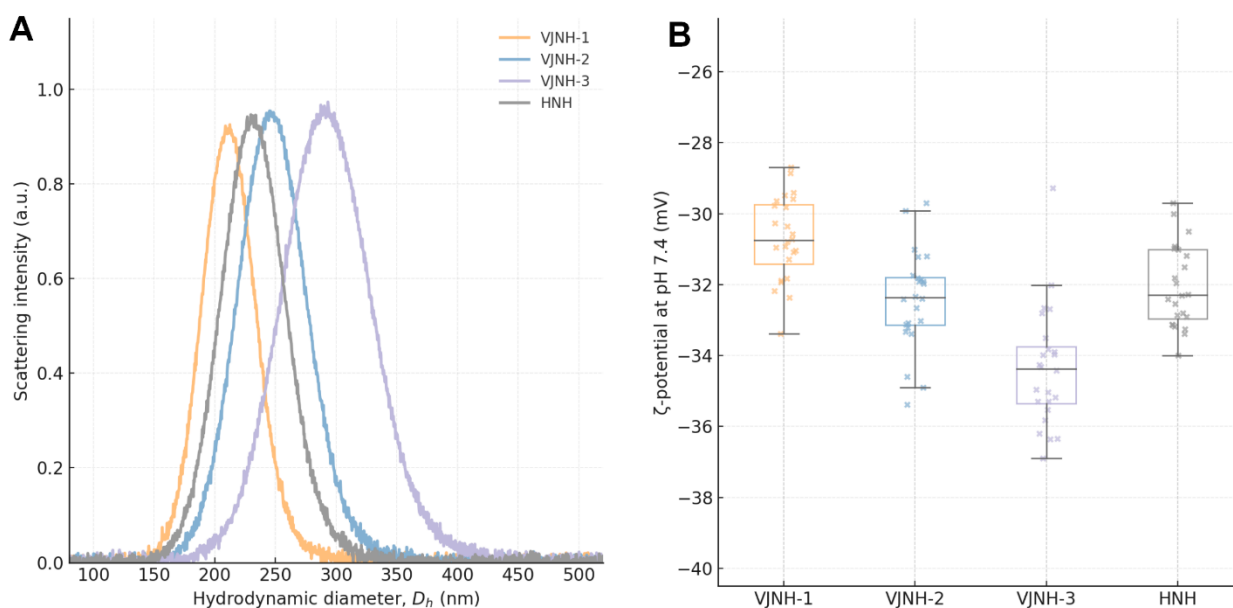 A
VJNH-1
VJNH-2
VJNH-3
HNH
1.0
0.8
0.6
0.4
0.2
0.0
Scattering intensity (a.u.)
100 150 200 250 300 350 400 450 500
Hydrodynamic diameter, Dₕ (nm)
B
−26
−28
−30
−32
−34
−36
−38
−40
ζ-potential at pH 7.4 (mV)
VJNH-1 VJNH-2 VJNH-3 HNH